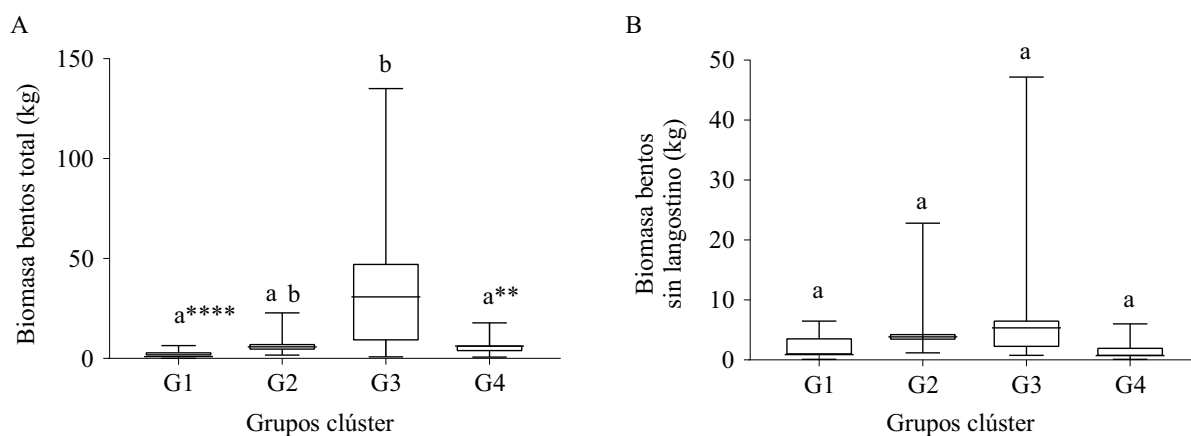 A
Biomasa bentos total (kg)
150
100
50
0
a****
a b
b
a**
G1 G2 G3 G4
Grupos clúster
B
Biomasa bentos
sin langostino (kg)
50
40
30
20
10
0
a
a
a
a
G1 G2 G3 G4
Grupos clúster